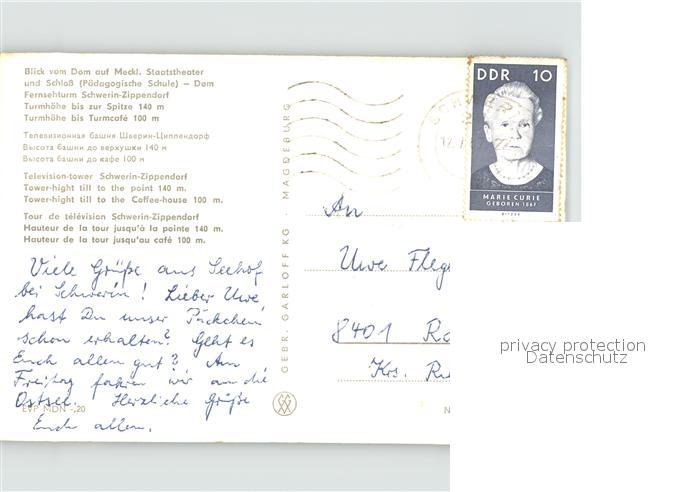 Blick vom Dom auf Meckl. Staatstheater
und Schloß (Pädagogische Schule) – Dom
Fernsehturm Schwerin-Zippendorf
Turmhöhe bis zur Spitze 140 m
Turmhöhe bis Turmcafé 100 m
Телевизионная башня Шверин-Циппендорф
Высота башни до верхушки 140 м
Высота башни до кафе 100 м
Television-tower Schwerin-Zippendorf
Tower-hight till to the point 140 m.
Tower-hight till to the Coffee-house 100 m.
Tour de télévision Schwerin-Zippendorf
Hauteur de la tour jusqu'à la pointe 140 m.
Hauteur de la tour jusqu'au café 100 m.
Viele Grüße aus Seehof
bei Schwerin! Lieber Uwe
hast Du unser Päckchen
schon erhalten? Geht es
Euch allen gut? Am
Freitag fahren wir an die
Ostsee. Herzliche Grüße
EVP MDN -,20
Euch allen.
GEBR. GARLOFF KG · MAGDEBURG
DDR 10
MARIE CURIE
GEBOREN 1867
An
Uwe
8401
Krs.
privacy protection
Datenschutz